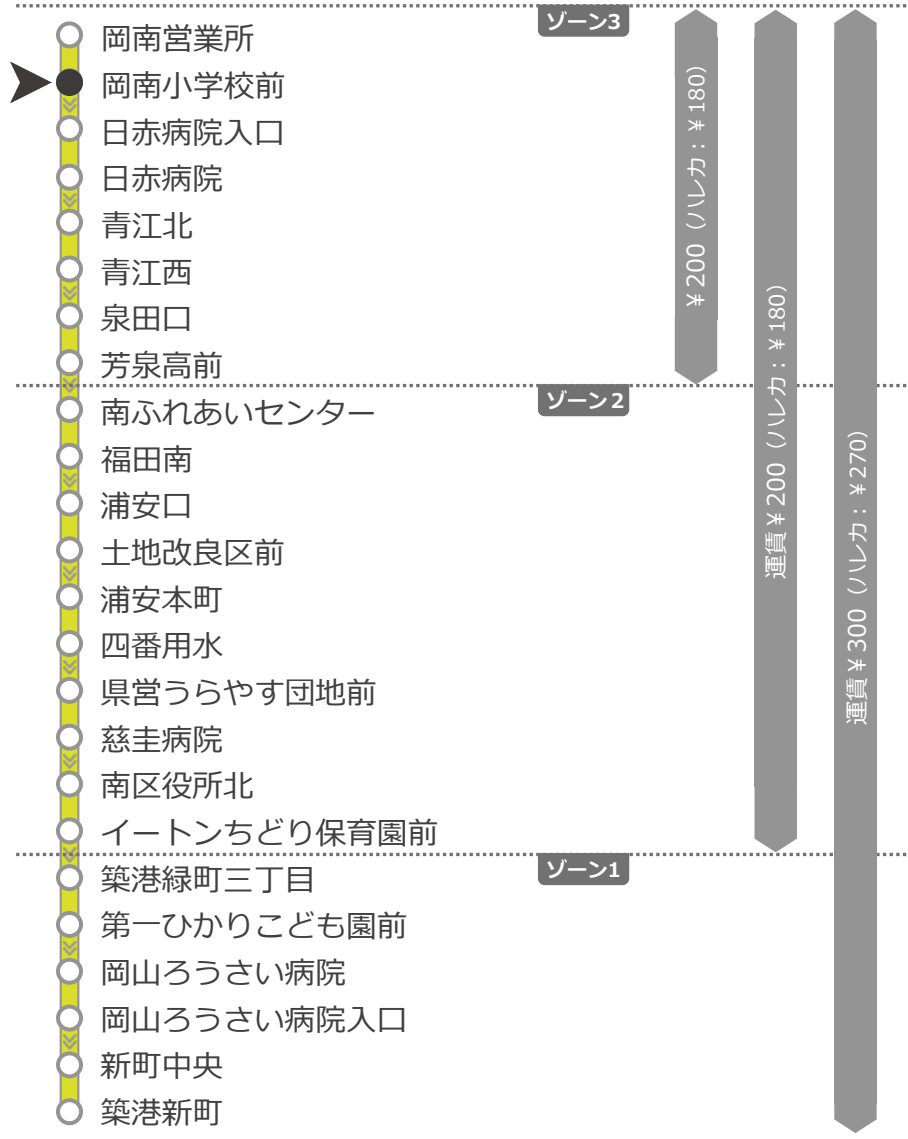 ゾーン3
岡南営業所
岡南小学校前
日赤病院入口
日赤病院
青江北
青江西
泉田口
芳泉高前
ゾーン2
南ふれあいセンター
福田南
浦安口
土地改良区前
浦安本町
四番用水
県営うらやす団地前
慈圭病院
南区役所北
イートンちどり保育園前
ゾーン1
築港緑町三丁目
第一ひかりこども園前
岡山ろうさい病院
岡山ろうさい病院入口
新町中央
築港新町
¥200（ハレカ：¥180）
運賃¥200（ハレカ：¥180）
運賃¥300（ハレカ：¥270）